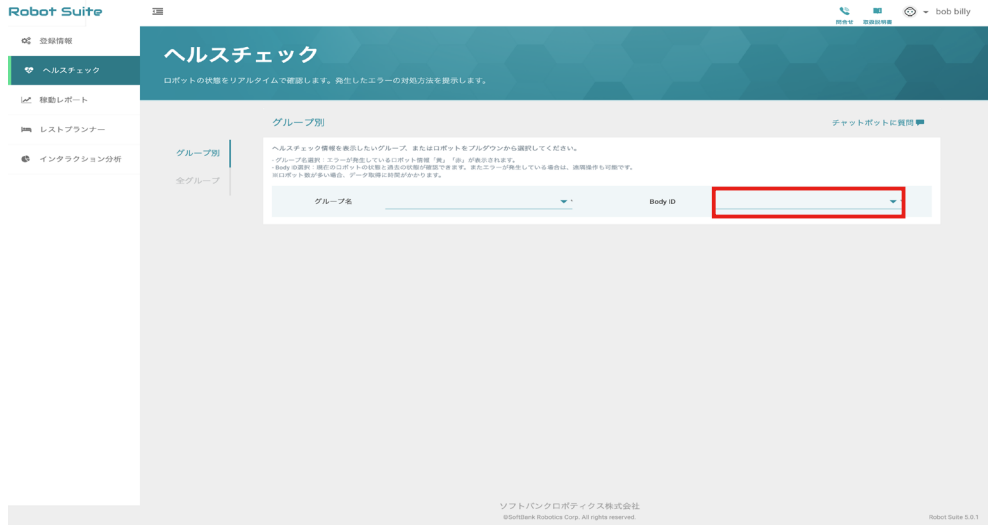 Robot Suite
問合せ
取扱説明書
bob billy
登録情報
ヘルスチェック
稼動レポート
レストプランナー
インタラクション分析
ヘルスチェック
ロボットの状態をリアルタイムで確認します。発生したエラーの対処方法を提示します。
グループ別
チャットボットに質問
グループ別
全グループ
ヘルスチェック情報を表示したいグループ、またはロボットをプルダウンから選択してください。
・グループ名選択：エラーが発生しているロボット情報「黄」「赤」が表示されます。
・Body ID選択：現在のロボットの状態と過去の状態が確認できます。またエラーが発生している場合は、遠隔操作も可能です。
※ロボット数が多い場合、データ取得に時間がかかります。
グループ名
Body ID
ソフトバンクロボティクス株式会社
©SoftBank Robotics Corp. All rights reserved.
Robot Suite 5.0.1